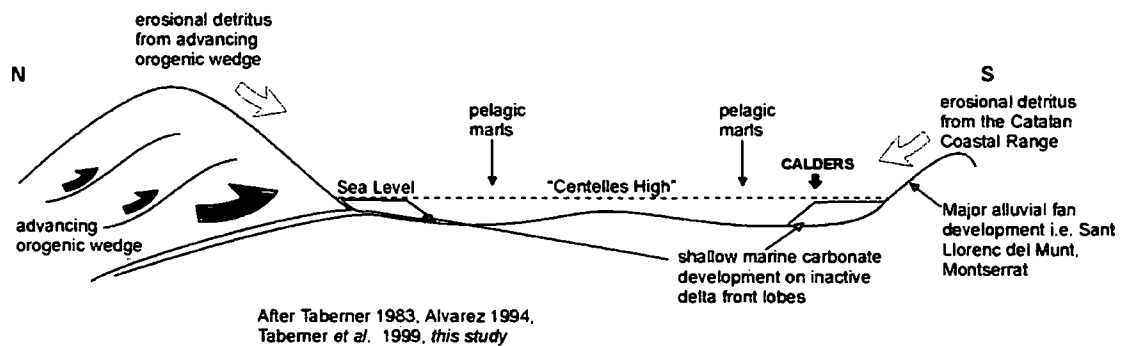 erosional detritus
from advancing
orogenic wedge
N
S
pelagic
marls
pelagic
marls
erosional detritus
from the Catalan
Coastal Range
CALDERS
Sea Level
"Centelles High"
advancing
orogenic wedge
Major alluvial fan
development i.e. Sant
Llorenc del Munt,
Montserrat
shallow marine carbonate
development on inactive
delta front lobes
After Taberner 1983, Alvarez 1994,
Taberner et al. 1999, this study